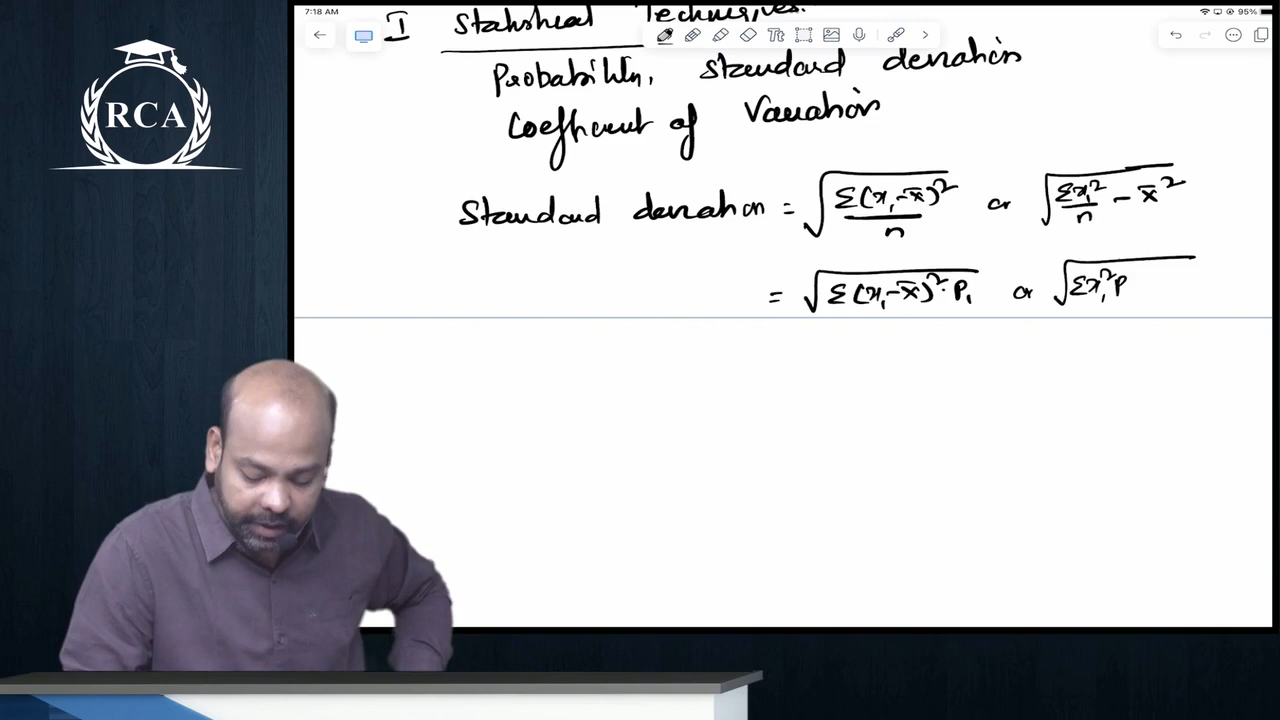 7:18 AM
95%
RCA
I Statistical Techniques.
Probability, Standard deviation
Coefficient of Variation
Standard deviation = √(Σ(x₁-x̄)²/n) or √(Σx₁²/n - x̄²)
= √(Σ(x₁-x̄)²·P₁) or √(Σx₁²P